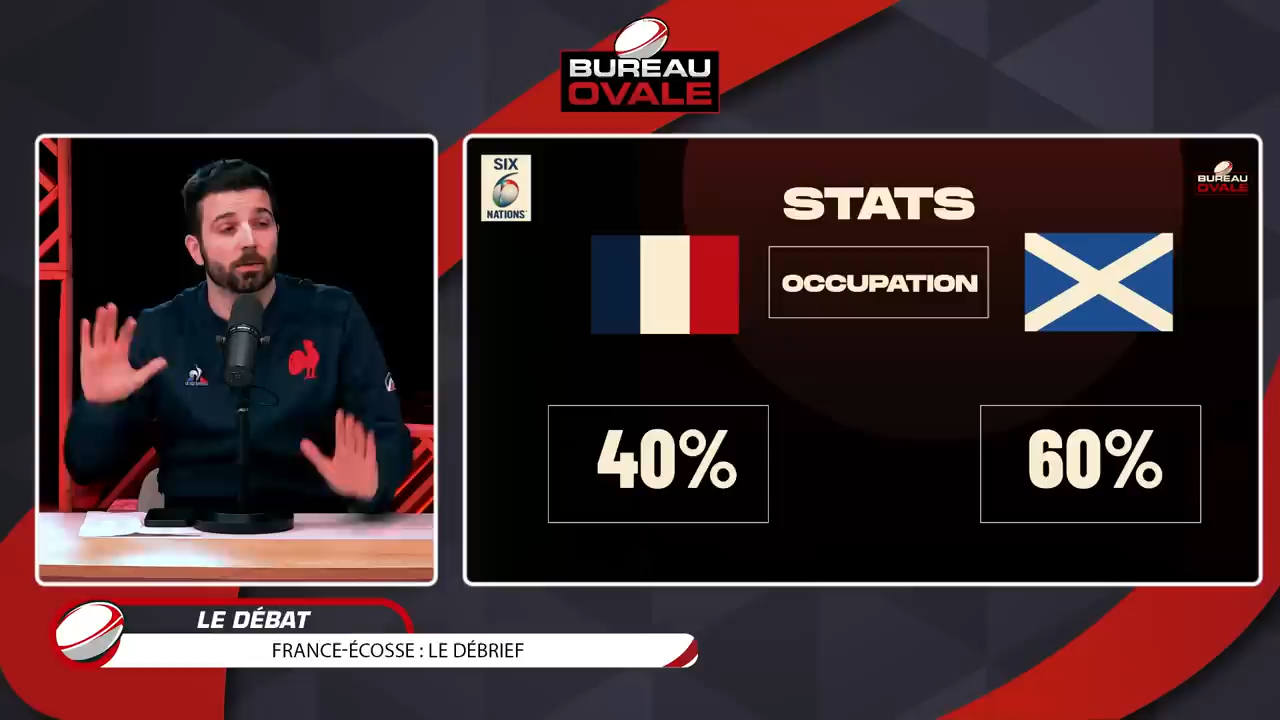 BUREAU
OVALE
SIX
NATIONS
BUREAU
OVALE
STATS
OCCUPATION
40%
60%
LE DÉBAT
FRANCE-ÉCOSSE : LE DÉBRIEF